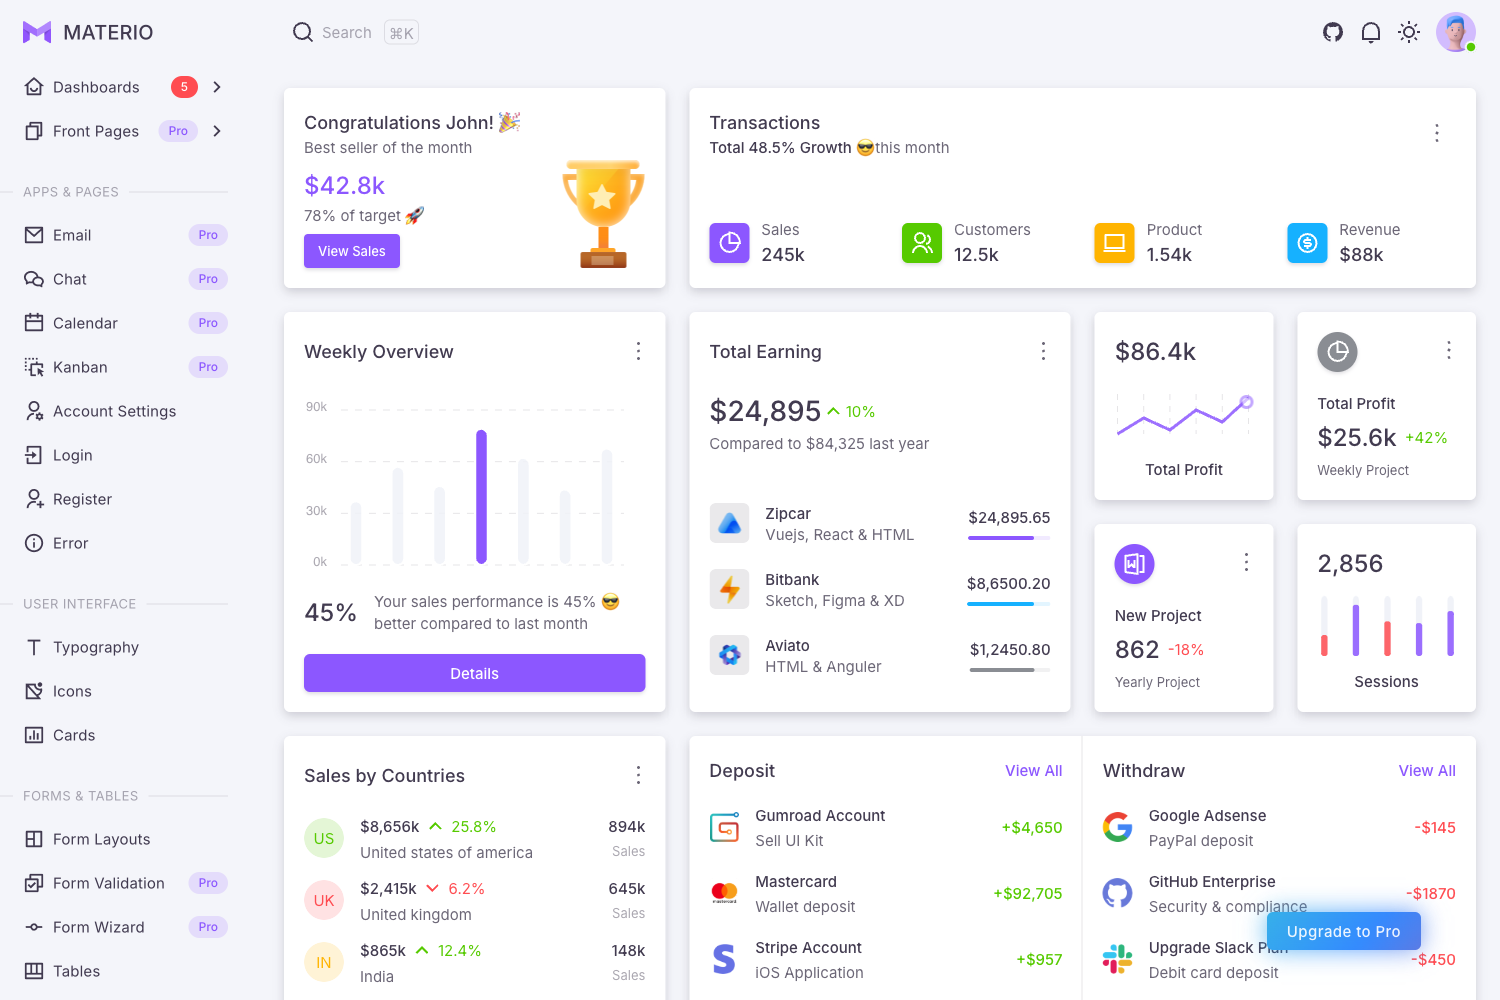 MATERIO
Search ⌘K
Dashboards 5
Front Pages Pro
APPS & PAGES
Email Pro
Chat Pro
Calendar Pro
Kanban Pro
Account Settings
Login
Register
Error
USER INTERFACE
Typography
Icons
Cards
FORMS & TABLES
Form Layouts
Form Validation Pro
Form Wizard Pro
Tables
Congratulations John! 🎉
Best seller of the month
$42.8k
78% of target 🚀
View Sales
Transactions
Total 48.5% Growth 😎this month
Sales
245k
Customers
12.5k
Product
1.54k
Revenue
$88k
Weekly Overview
90k
60k
30k
0k
45%
Your sales performance is 45% 😎
better compared to last month
Details
Total Earning
$24,895 10%
Compared to $84,325 last year
Zipcar
Vuejs, React & HTML
$24,895.65
Bitbank
Sketch, Figma & XD
$8,6500.20
Aviato
HTML & Anguler
$1,2450.80
$86.4k
Total Profit
Total Profit
$25.6k +42%
Weekly Project
New Project
862 -18%
Yearly Project
2,856
Sessions
Sales by Countries
US
$8,656k 25.8%
United states of america
894k
Sales
UK
$2,415k 6.2%
United kingdom
645k
Sales
IN
$865k 12.4%
India
148k
Sales
Deposit View All
Gumroad Account
Sell UI Kit
+$4,650
mastercard
Mastercard
Wallet deposit
+$92,705
Stripe Account
iOS Application
+$957
Withdraw View All
Google Adsense
PayPal deposit
-$145
GitHub Enterprise
Security & compliance
-$1870
Upgrade Slack Plan
Debit card deposit
-$450
Upgrade to Pro